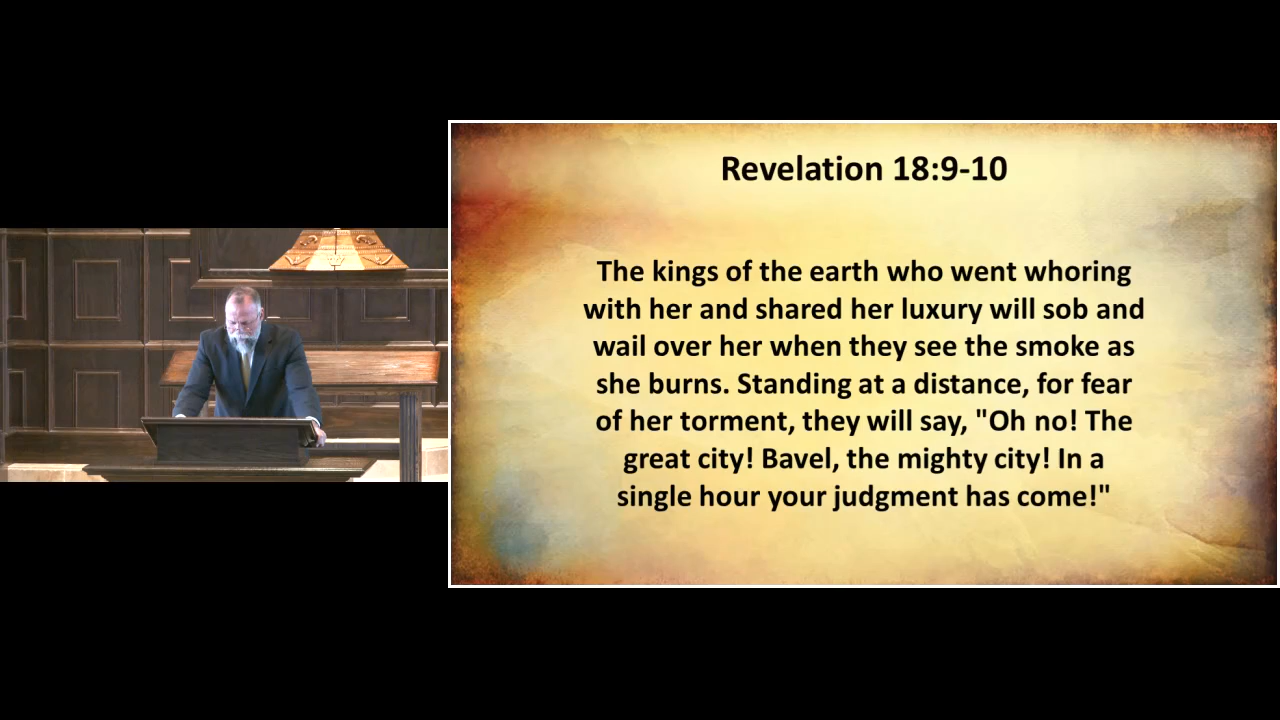 Revelation 18:9-10
The kings of the earth who went whoring
with her and shared her luxury will sob and
wail over her when they see the smoke as
she burns. Standing at a distance, for fear
of her torment, they will say, "Oh no! The
great city! Bavel, the mighty city! In a
single hour your judgment has come!"